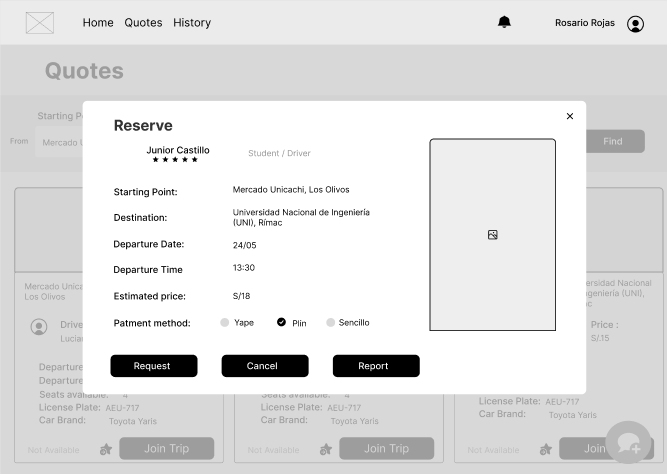 Home Quotes History
Rosario Rojas
Quotes
Starting P
From
Mercado U
Find
Reserve
Junior Castillo
Student / Driver
Starting Point:
Mercado Unicachi, Los Olivos
Destination:
Universidad Nacional de Ingeniería
(UNI), Rímac
Departure Date:
24/05
Departure Time
13:30
Estimated price:
S/18
Patment method:
Yape
Plin
Sencillo
Request
Cancel
Report
Mercado Unicachi
Los Olivos
Drive
Lucia
Departure
Departure
Seats available: 4
License Plate: AEU-717
Car Brand: Toyota Yaris
Not Available
Join Trip
Seats available: 4
License Plate: AEU-717
Car Brand: Toyota Yaris
Not Available
Join Trip
sidad Nacional
geniería (UNI),
Price :
S/.15
License Plate: AEU-717
Car Brand: Toyota Yaris
Not Available
Join Trip